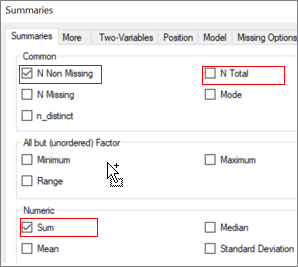 Summaries
Summaries More Two-Variables Position Model Missing Options
Common
N Non Missing N Total
N Missing Mode
n_distinct
All but (unordered) Factor
Minimum Maximum
Range
Numeric
Sum Median
Mean Standard Deviation